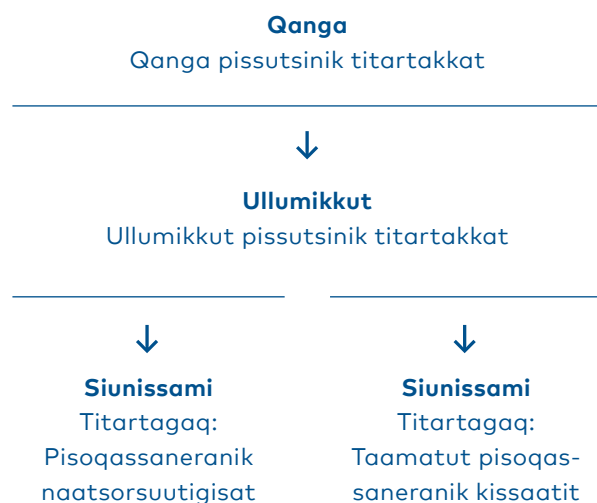 Qanga
Qanga pissutsinik titartakkat
Ullumikkut
Ullumikkut pissutsinik titartakkat
Siunissami
Titartagaq:
Pisoqassaneranik
naatsorsuutigisat
Siunissami
Titartagaq:
Taamatut pisoqas-
saneranik kissaatit